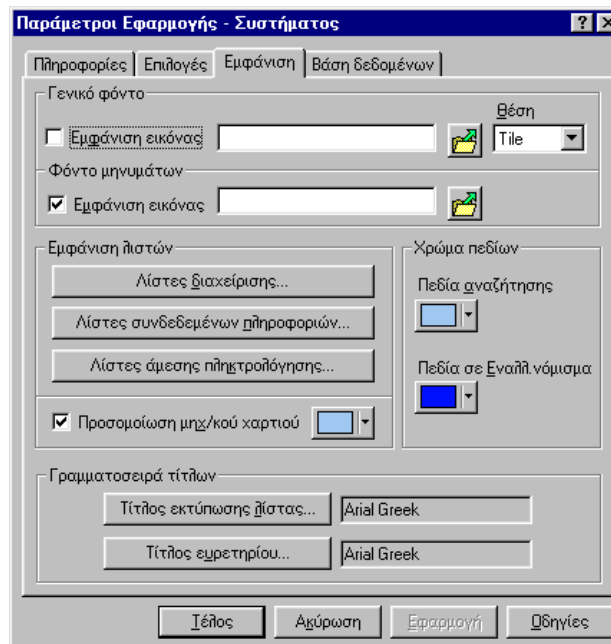 Παράμετροι Εφαρμογής - Συστήματος
Πληροφορίες Επιλογές Εμφάνιση Βάση δεδομένων
Γενικό φόντο
Θέση
Εμφάνιση εικόνας Tile
Φόντο μηνυμάτων
Εμφάνιση εικόνας
Εμφάνιση λιστών
Λίστες διαχείρισης...
Λίστες συνδεδεμένων πληροφοριών...
Λίστες άμεσης πληκτρολόγησης...
Προσομοίωση μηχ/κού χαρτιού
Χρώμα πεδίων
Πεδία αναζήτησης
Πεδία σε Εναλλ.νόμισμα
Γραμματοσειρά τίτλων
Τίτλος εκτύπωσης λίστας... Arial Greek
Τίτλος ευρετηρίου... Arial Greek
Τέλος Ακύρωση Εφαρμογή Οδηγίες